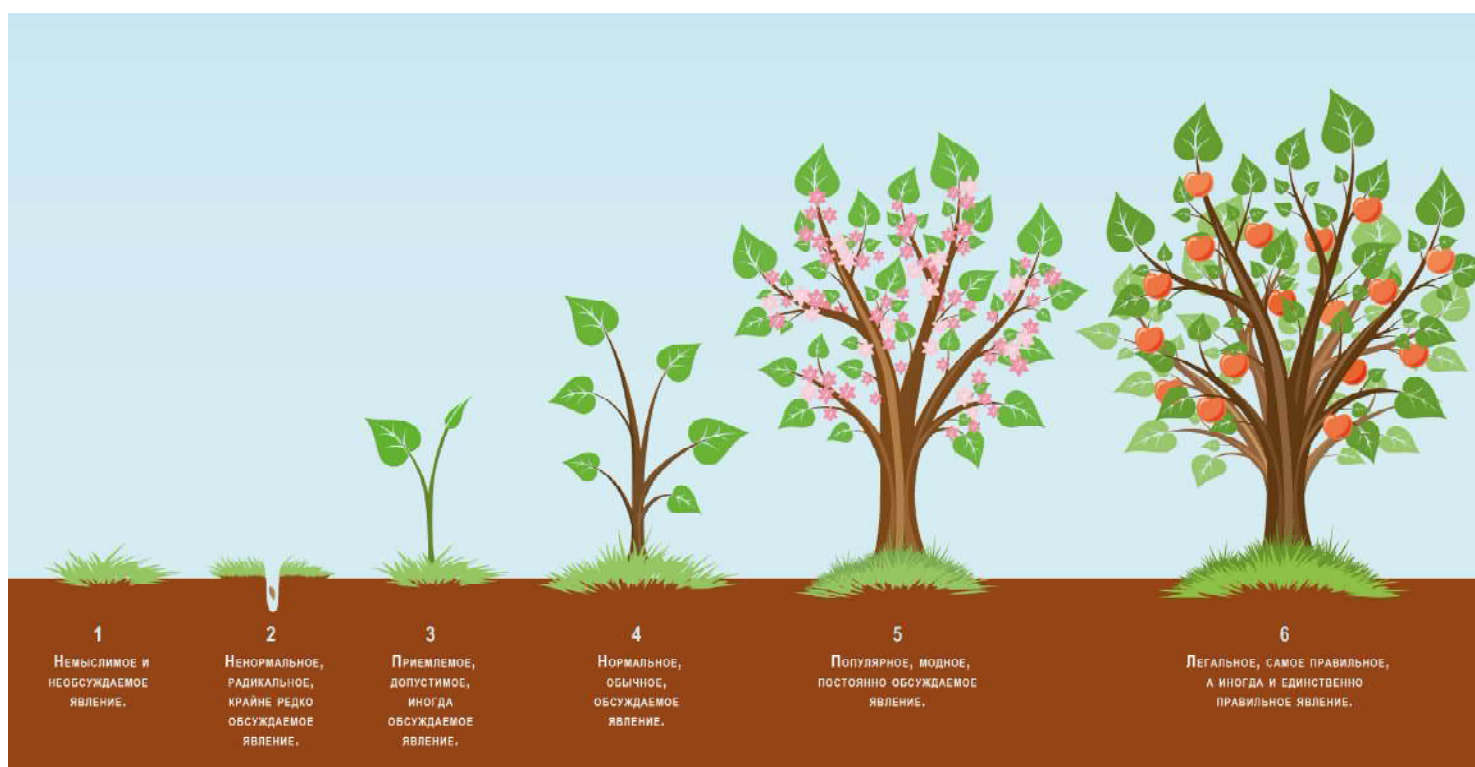 1
Немыслимое и
необсуждаемое
явление.
2
Ненормальное,
радикальное,
крайне редко
обсуждаемое
явление.
3
Приемлемое,
допустимое,
иногда
обсуждаемое
явление.
4
Нормальное,
обычное,
обсуждаемое
явление.
5
Популярное, модное,
постоянно обсуждаемое
явление.
6
Легальное, самое правильное,
а иногда и единственно
правильное явление.